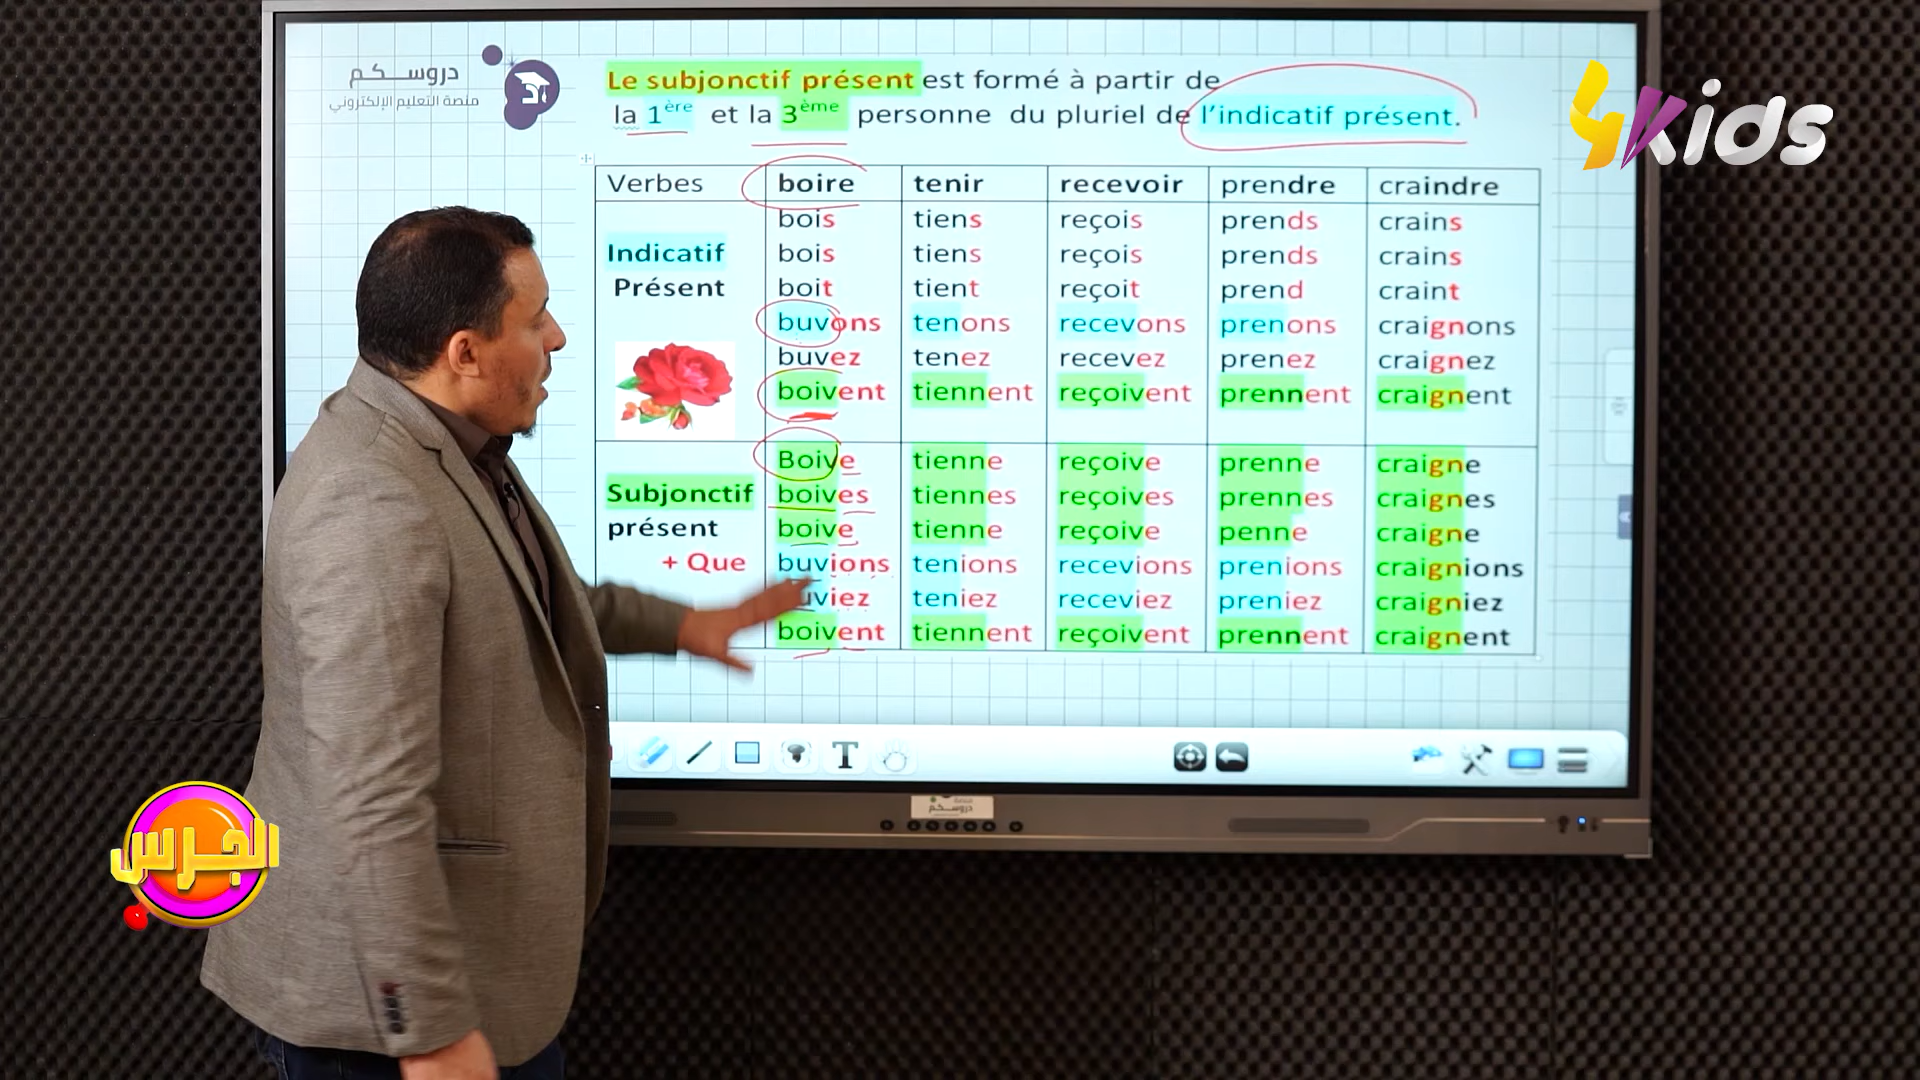 دروسكم
منصة التعليم الإلكتروني
Le subjonctif présent est formé à partir de
la 1ère et la 3ème personne du pluriel de l'indicatif présent.
4kids
Verbes boire tenir recevoir prendre craindre
bois tiens reçois prends crains
Indicatif bois tiens reçois prends crains
Présent boit tient reçoit prend craint
buvons tenons recevons prenons craignons
buvez tenez recevez prenez craignez
boivent tiennent reçoivent prennent craignent
Boive tienne reçoive prenne craigne
Subjonctif boives tiennes reçoives prennes craignes
présent boive tienne reçoive penne craigne
+ Que buvions tenions recevions prenions craignions
uviez teniez receviez preniez craigniez
boivent tiennent reçoivent prennent craignent
T
منصة
دروسكم
الجرس